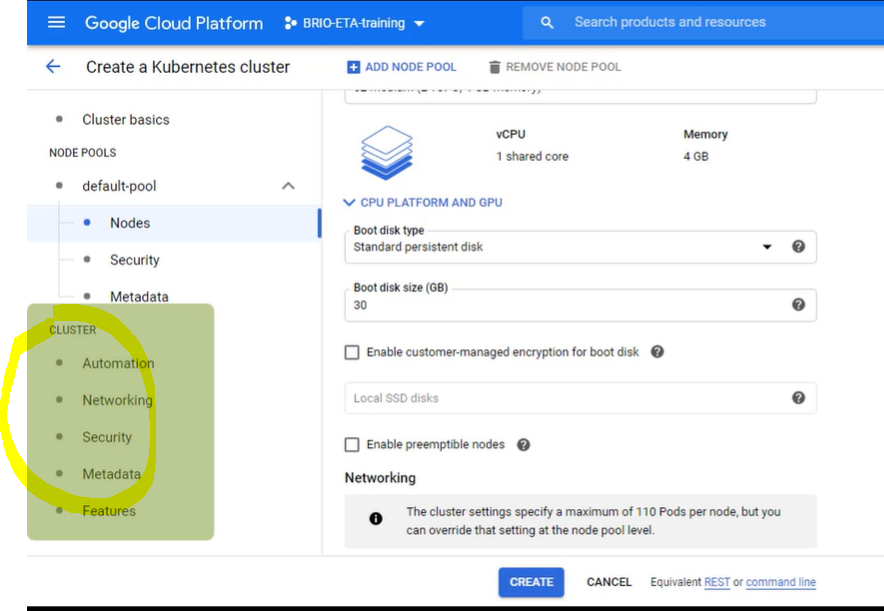 Google Cloud Platform BRIO-ETA-training Search products and resources
Create a Kubernetes cluster ADD NODE POOL REMOVE NODE POOL
Cluster basics
NODE POOLS
default-pool
Nodes
Security
Metadata
CLUSTER
Automation
Networking
Security
Metadata
Features
vCPU Memory
1 shared core 4 GB
CPU PLATFORM AND GPU
Boot disk type
Standard persistent disk
Boot disk size (GB)
30
Enable customer-managed encryption for boot disk
Local SSD disks
Enable preemptible nodes
Networking
The cluster settings specify a maximum of 110 Pods per node, but you
can override that setting at the node pool level.
CREATE CANCEL Equivalent REST or command line